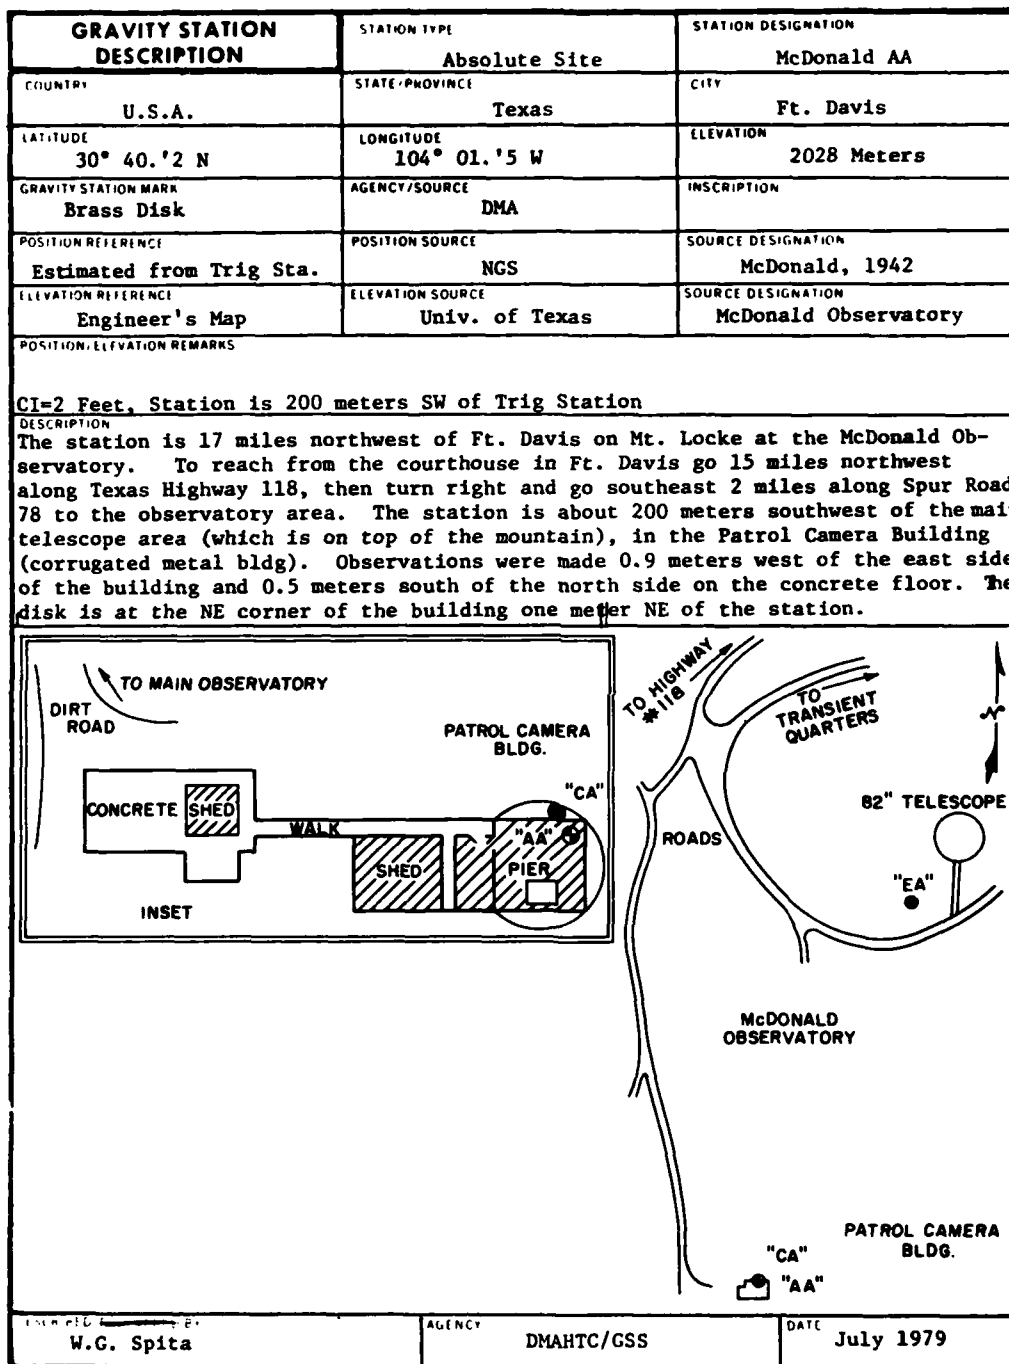 GRAVITY STATION
DESCRIPTION
STATION TYPE
Absolute Site
STATION DESIGNATION
McDonald AA
COUNTRY
U.S.A.
STATE/PROVINCE
Texas
CITY
Ft. Davis
LATITUDE
30° 40.'2 N
LONGITUDE
104° 01.'5 W
ELEVATION
2028 Meters
GRAVITY STATION MARK
Brass Disk
AGENCY/SOURCE
DMA
INSCRIPTION
POSITION REFERENCE
Estimated from Trig Sta.
POSITION SOURCE
NGS
SOURCE DESIGNATION
McDonald, 1942
ELEVATION REFERENCE
Engineer's Map
ELEVATION SOURCE
Univ. of Texas
SOURCE DESIGNATION
McDonald Observatory
POSITION/ELEVATION REMARKS
CI=2 Feet, Station is 200 meters SW of Trig Station
DESCRIPTION
The station is 17 miles northwest of Ft. Davis on Mt. Locke at the McDonald Ob-
servatory. To reach from the courthouse in Ft. Davis go 15 miles northwest
along Texas Highway 118, then turn right and go southeast 2 miles along Spur Road
78 to the observatory area. The station is about 200 meters southwest of the mai
telescope area (which is on top of the mountain), in the Patrol Camera Building
(corrugated metal bldg). Observations were made 0.9 meters west of the east side
of the building and 0.5 meters south of the north side on the concrete floor. The
disk is at the NE corner of the building one meter NE of the station.
TO MAIN OBSERVATORY
DIRT
ROAD
PATROL CAMERA
BLDG.
"CA"
CONCRETE
SHED
WALK
"AA"
SHED
PIER
INSET
TO HIGHWAY
#118
TO
TRANSIENT
QUARTERS
N
82" TELESCOPE
ROADS
"EA"
McDONALD
OBSERVATORY
PATROL CAMERA
BLDG.
"CA"
"AA"
W.G. Spita
AGENCY
DMAHTC/GSS
DATE
July 1979